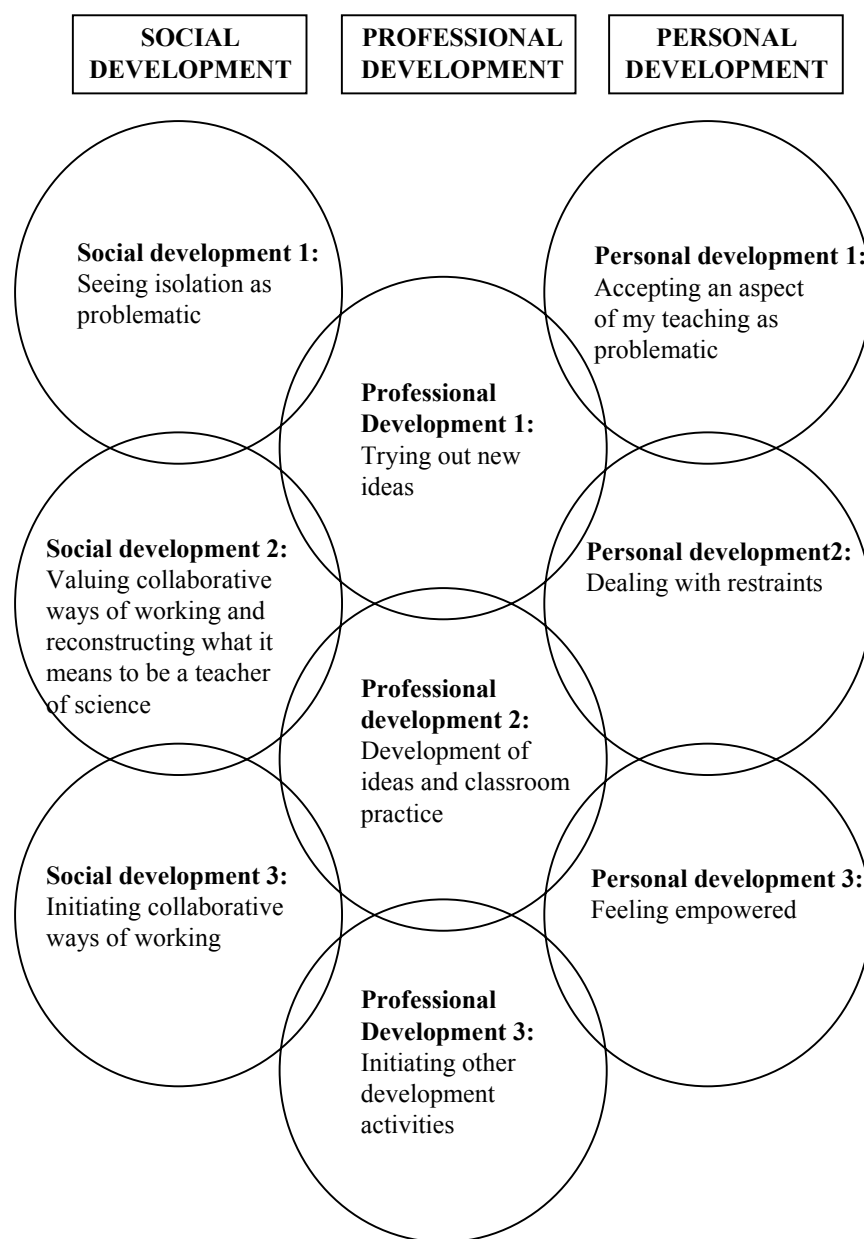 SOCIAL
DEVELOPMENT
PROFESSIONAL
DEVELOPMENT
PERSONAL
DEVELOPMENT
Social development 1:
Seeing isolation as
problematic
Personal development 1:
Accepting an aspect
of my teaching as
problematic
Professional
Development 1:
Trying out new
ideas
Social development 2:
Valuing collaborative
ways of working and
reconstructing what it
means to be a teacher
of science
Personal development2:
Dealing with restraints
Professional
development 2:
Development of
ideas and classroom
practice
Social development 3:
Initiating collaborative
ways of working
Personal development 3:
Feeling empowered
Professional
Development 3:
Initiating other
development
activities